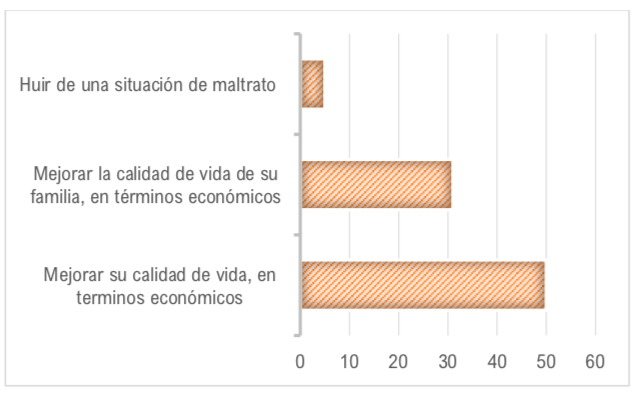 Huir de una situación de maltrato
Mejorar la calidad de vida de su
familia, en términos económicos
Mejorar su calidad de vida, en
terminos económicos
0 10 20 30 40 50 60